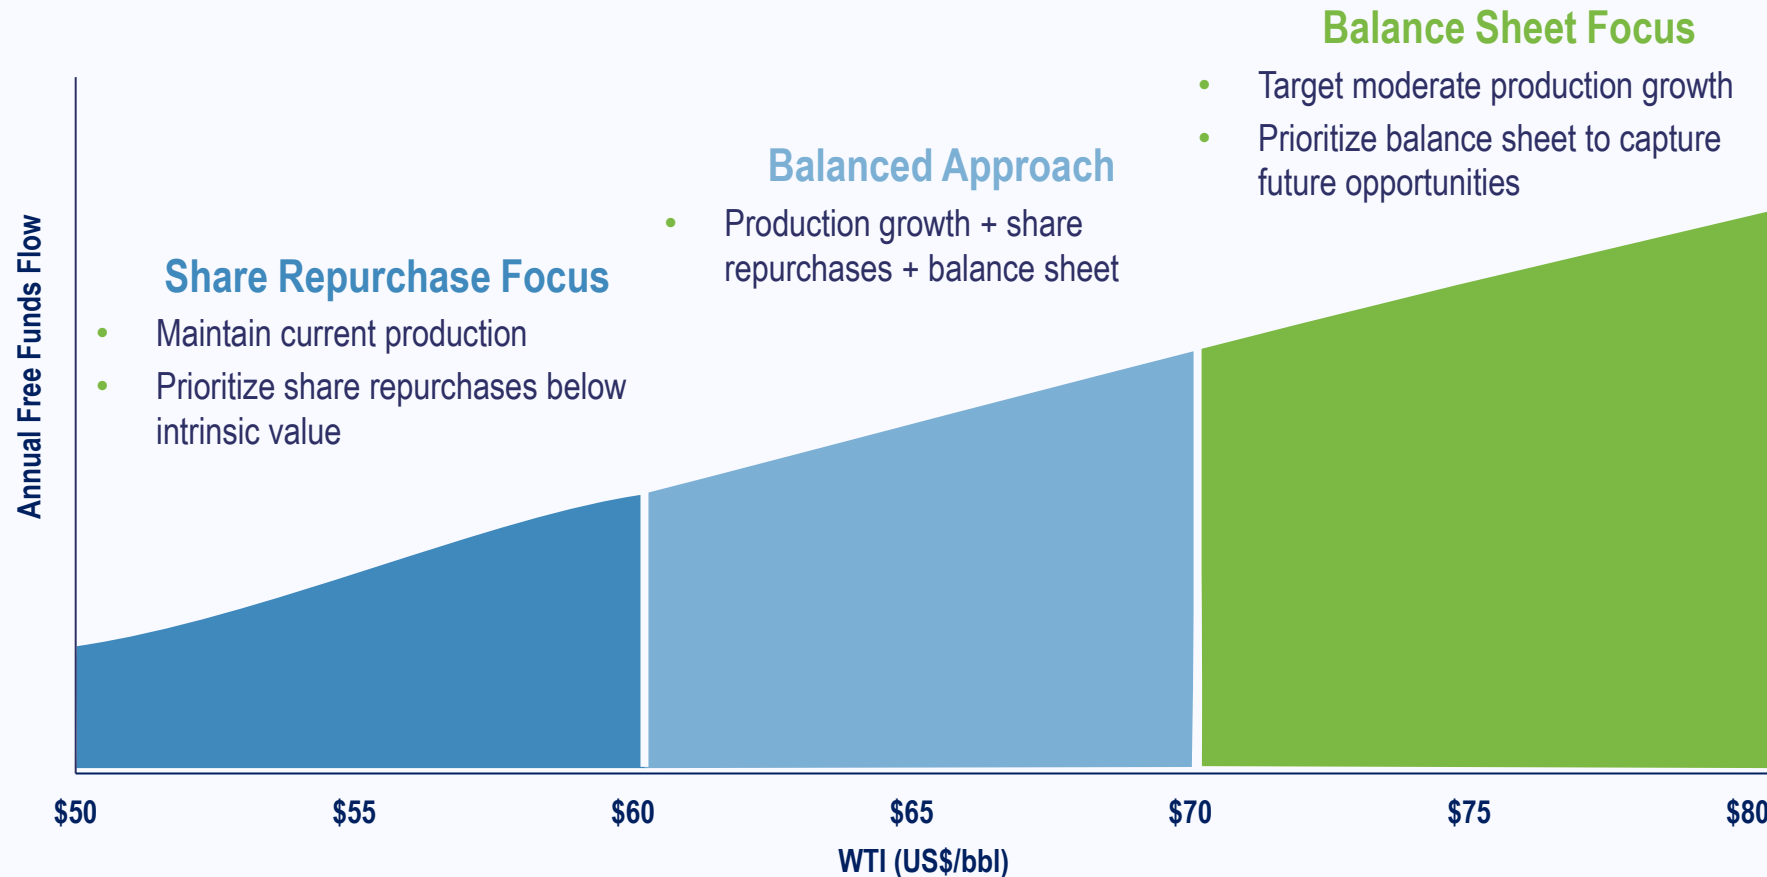 Balance Sheet Focus
• Target moderate production growth
• Prioritize balance sheet to capture
future opportunities
Balanced Approach
• Production growth + share
repurchases + balance sheet
Share Repurchase Focus
• Maintain current production
• Prioritize share repurchases below
intrinsic value
Annual Free Funds Flow
$50 $55 $60 $65 $70 $75 $80
WTI (US$/bbl)